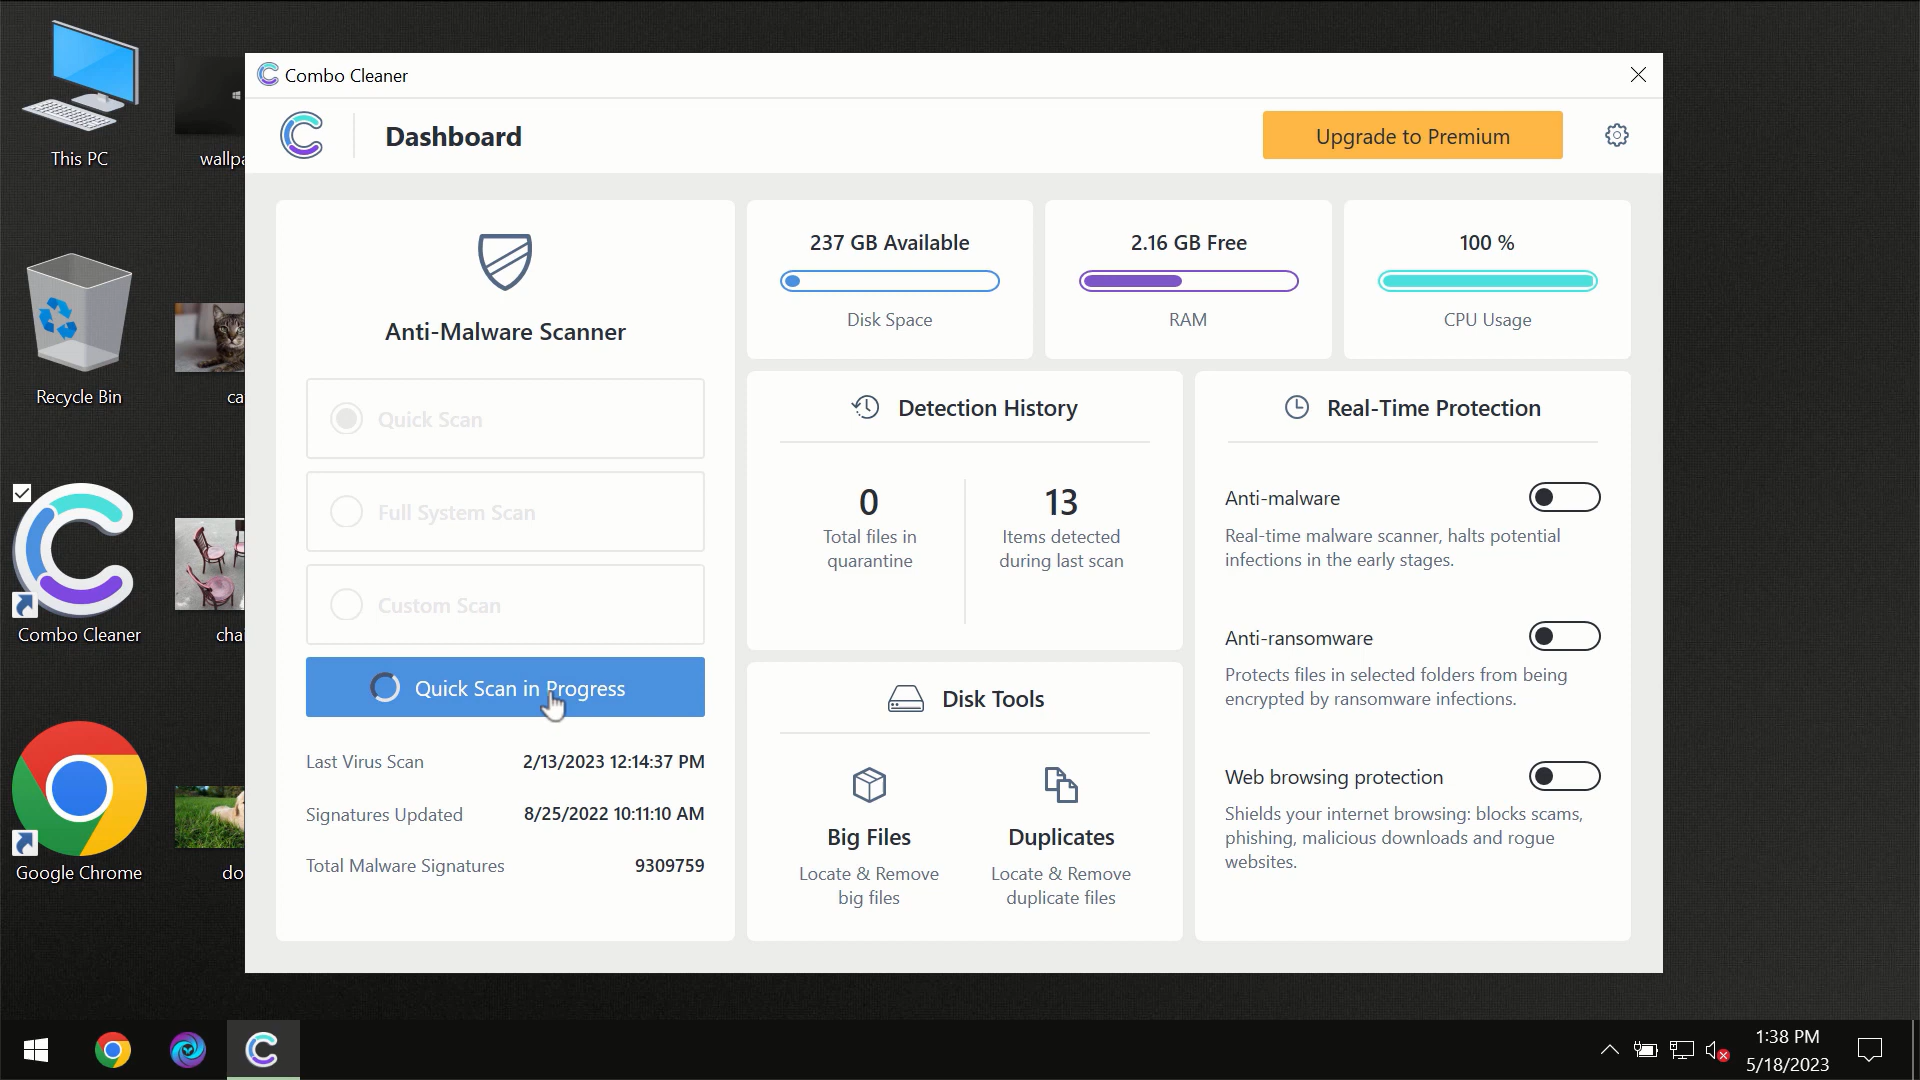 This PC
wallpa
Recycle Bin
ca
Combo Cleaner
cha
Google Chrome
do
Combo Cleaner
Dashboard
Upgrade to Premium
Anti-Malware Scanner
Quick Scan
Full System Scan
Custom Scan
Quick Scan in Progress
Last Virus Scan 2/13/2023 12:14:37 PM
Signatures Updated 8/25/2022 10:11:10 AM
Total Malware Signatures 9309759
237 GB Available
Disk Space
2.16 GB Free
RAM
100 %
CPU Usage
Detection History
0
Total files in
quarantine
13
Items detected
during last scan
Disk Tools
Big Files
Locate & Remove
big files
Duplicates
Locate & Remove
duplicate files
Real-Time Protection
Anti-malware
Real-time malware scanner, halts potential
infections in the early stages.
Anti-ransomware
Protects files in selected folders from being
encrypted by ransomware infections.
Web browsing protection
Shields your internet browsing: blocks scams,
phishing, malicious downloads and rogue
websites.
1:38 PM
5/18/2023